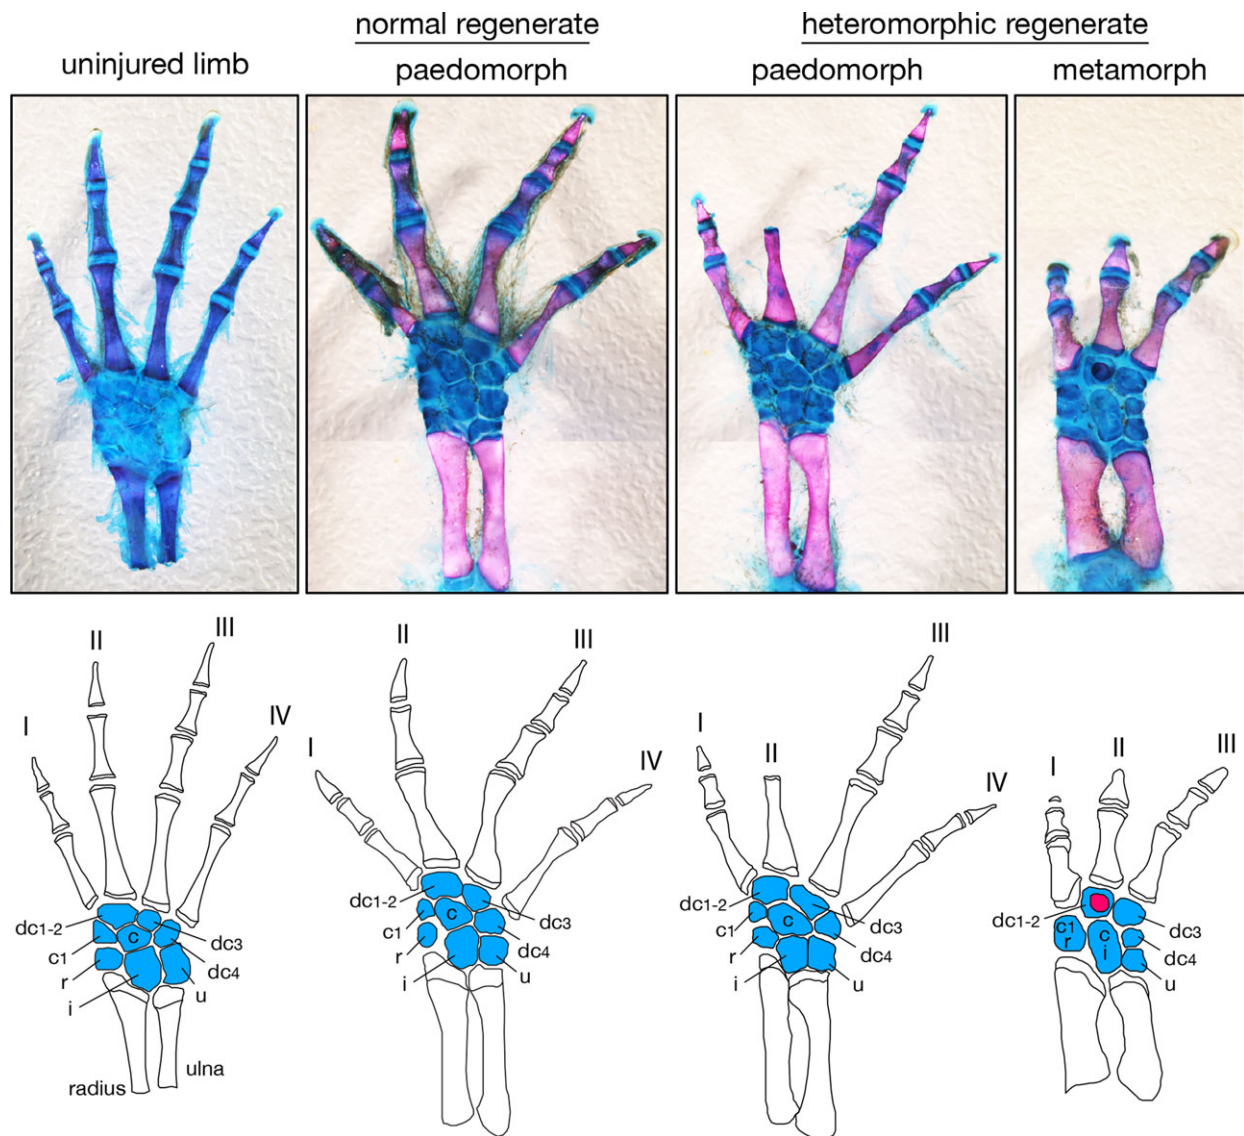 normal regenerate
heteromorphic regenerate
uninjured limb
paedomorph
paedomorph
metamorph
I
II
III
IV
dc1-2
c
dc3
c1
dc4
r
i
u
radius
ulna
I
II
III
IV
dc1-2
c
dc3
c1
dc4
r
i
u
I
II
III
IV
dc1-2
c
dc3
c1
dc4
r
i
u
I
II
III
dc1-2
c1
r
c
i
dc3
dc4
u